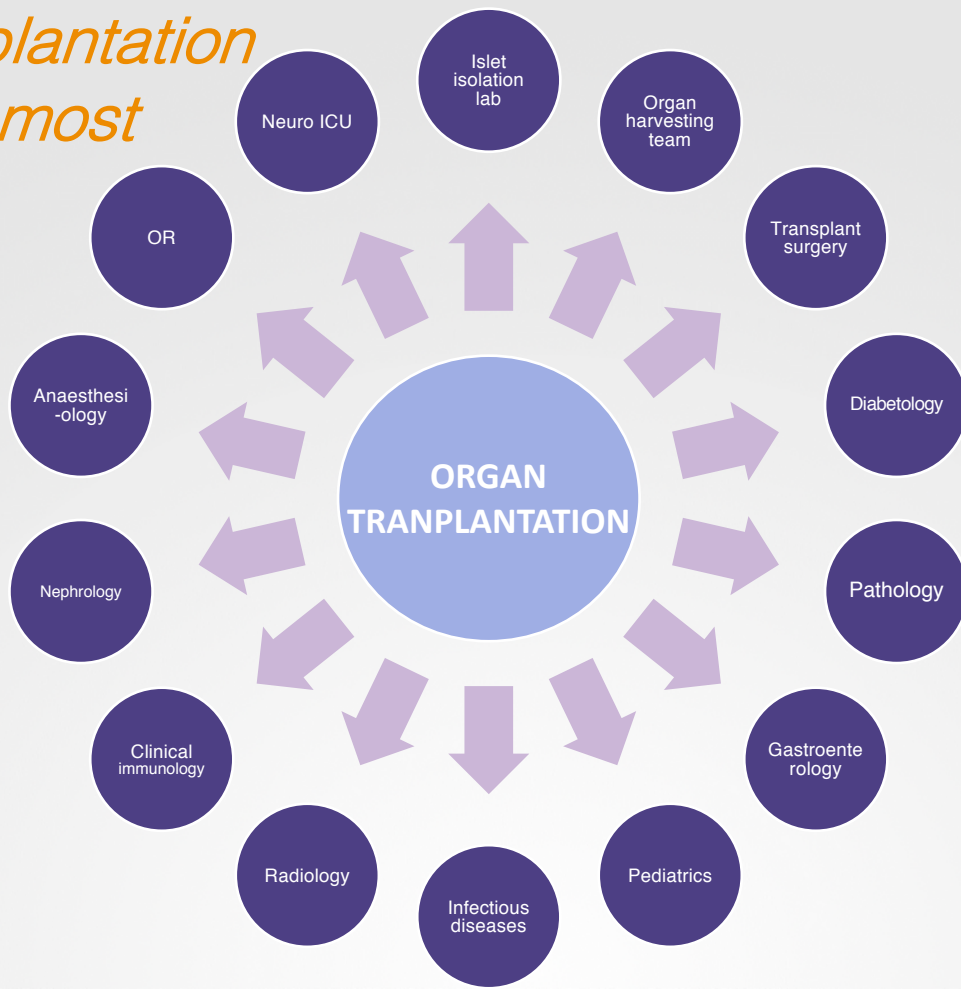 plantation
most
Islet
isolation
lab
Organ
harvesting
team
Transplant
surgery
Diabetology
Pathology
Gastroente
rology
Pediatrics
Infectious
diseases
Radiology
Clinical
immunology
Nephrology
Anaesthesi
-ology
OR
Neuro ICU
ORGAN
TRANPLANTATION